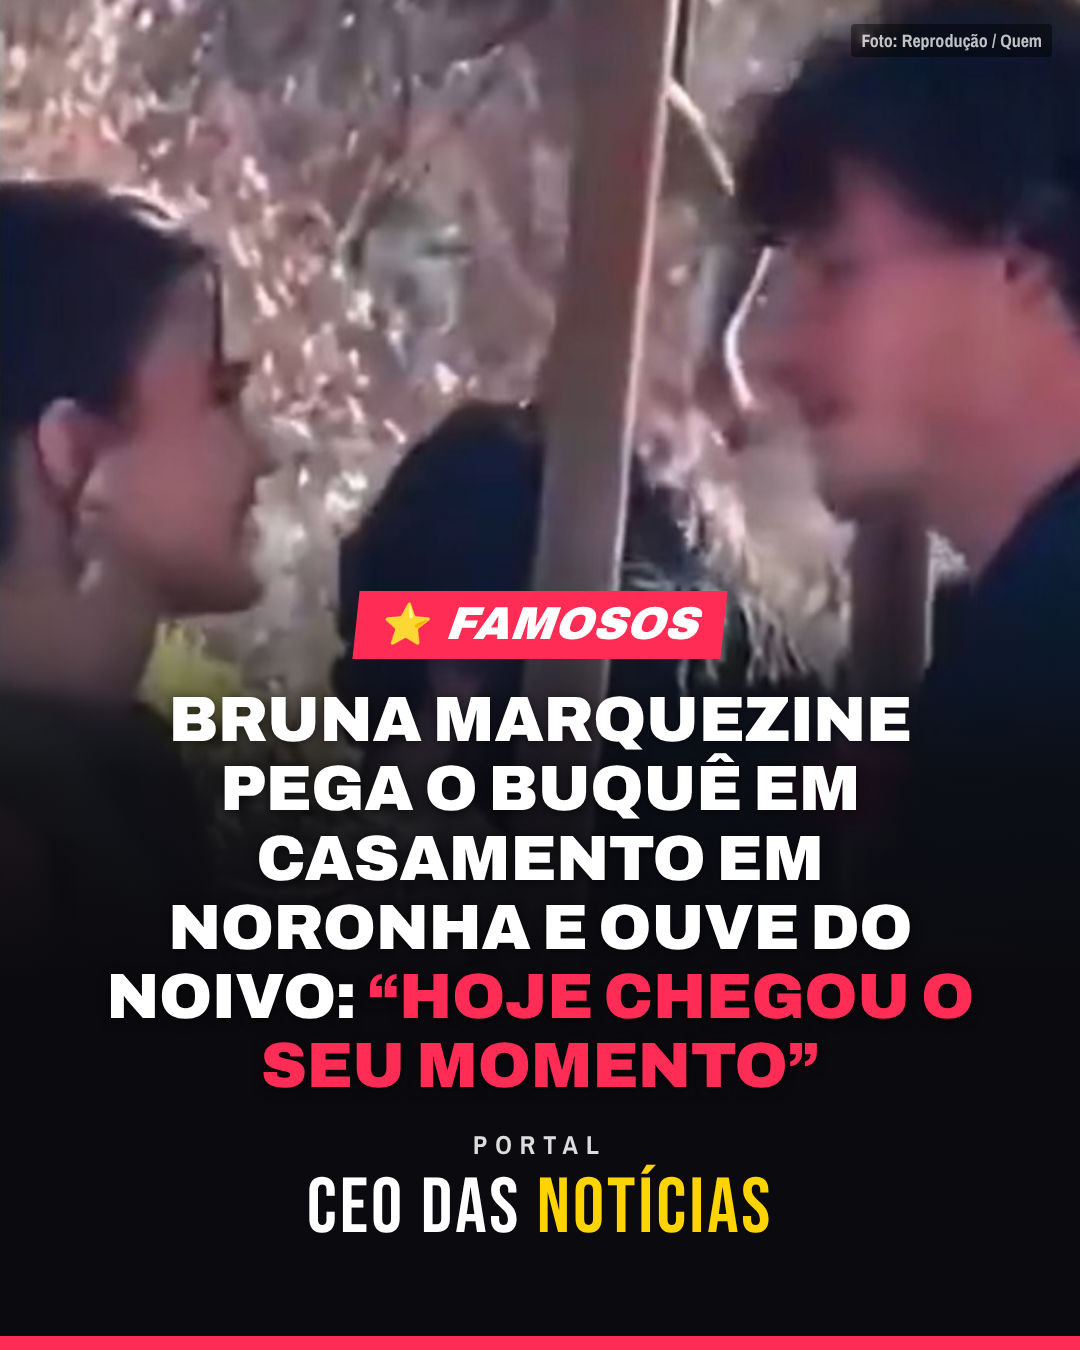 Foto: Reprodução / Quem
⭐ FAMOSOS
BRUNA MARQUEZINE
PEGA O BUQUÊ EM
CASAMENTO EM
NORONHA E OUVE DO
NOIVO: “HOJE CHEGOU O
SEU MOMENTO”
PORTAL
CEO DAS NOTÍCIAS